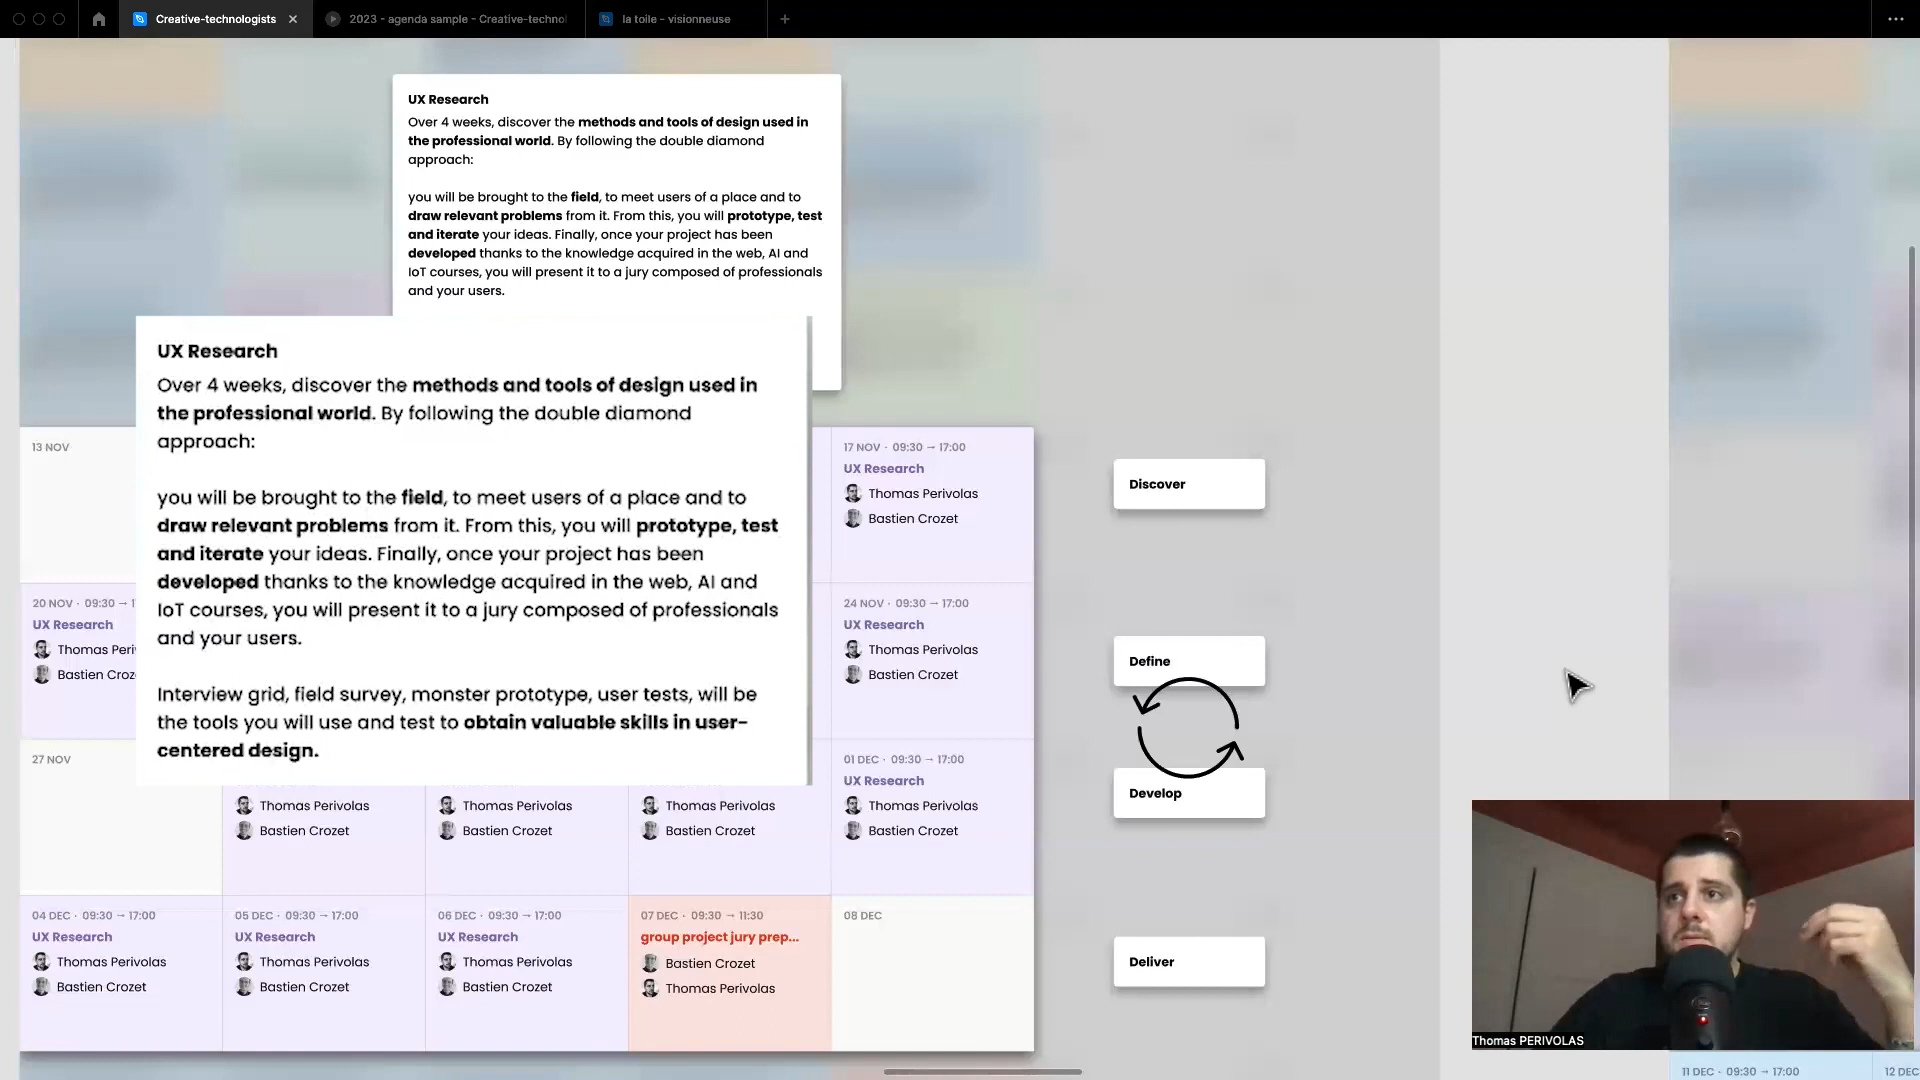 Creative-technologists
2023 - agenda sample - Creative-techno
la toile - visionneuse
UX Research
Over 4 weeks, discover the methods and tools of design used in
the professional world. By following the double diamond
approach:
you will be brought to the field, to meet users of a place and to
draw relevant problems from it. From this, you will prototype, test
and iterate your ideas. Finally, once your project has been
developed thanks to the knowledge acquired in the web, AI and
IoT courses, you will present it to a jury composed of professionals
and your users.
UX Research
Over 4 weeks, discover the methods and tools of design used in
the professional world. By following the double diamond
approach:
you will be brought to the field, to meet users of a place and to
draw relevant problems from it. From this, you will prototype, test
and iterate your ideas. Finally, once your project has been
developed thanks to the knowledge acquired in the web, AI and
IoT courses, you will present it to a jury composed of professionals
and your users.
Interview grid, field survey, monster prototype, user tests, will be
the tools you will use and test to obtain valuable skills in user-
centered design.
13 NOV
17 NOV · 09:30 → 17:00
UX Research
Thomas Perivolas
Bastien Crozet
20 NOV · 09:30 → 1
UX Research
Thomas Peri
Bastien Croz
24 NOV · 09:30 → 17:00
UX Research
Thomas Perivolas
Bastien Crozet
27 NOV
Thomas Perivolas
Bastien Crozet
Thomas Perivolas
Bastien Crozet
Thomas Perivolas
Bastien Crozet
01 DEC · 09:30 → 17:00
UX Research
Thomas Perivolas
Bastien Crozet
04 DEC · 09:30 → 17:00
UX Research
Thomas Perivolas
Bastien Crozet
05 DEC · 09:30 → 17:00
UX Research
Thomas Perivolas
Bastien Crozet
06 DEC · 09:30 → 17:00
UX Research
Thomas Perivolas
Bastien Crozet
07 DEC · 09:30 → 11:30
group project jury prep...
Bastien Crozet
Thomas Perivolas
08 DEC
Discover
Define
Develop
Deliver
Thomas PERIVOLAS
11 DEC · 09:30 → 17:00
12 DEC